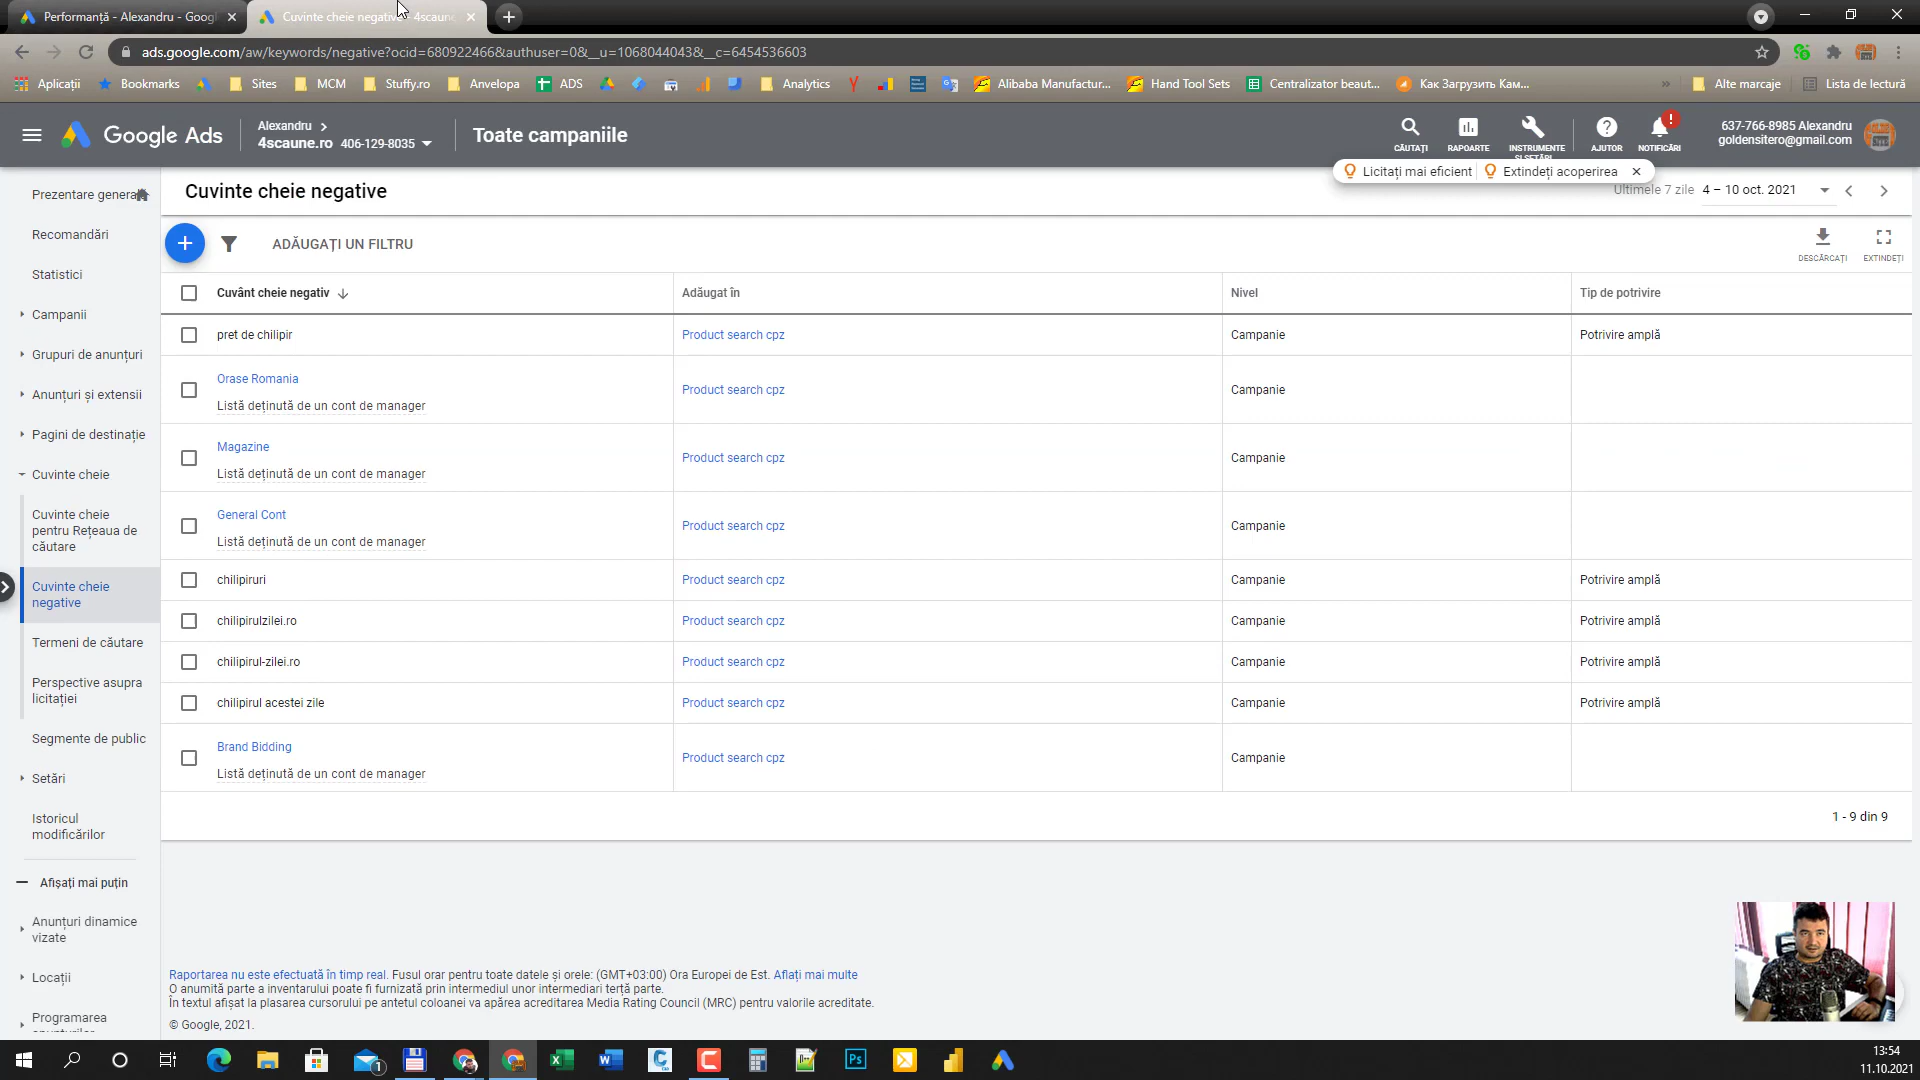 Performanță - Alexandru - Googl
Cuvinte cheie negative - 4scaune
ads.google.com/aw/keywords/negative?ocid=680922466&authuser=0&__u=1068044043&__c=6454536603
Aplicații
Bookmarks
Sites
MCM
Stuffy.ro
Anvelopa
ADS
Analytics
Alibaba Manufactur...
Hand Tool Sets
Centralizator beaut...
Как Загрузить Кам...
»
Alte marcaje
Lista de lectură
Google Ads
Alexandru
4scaune.ro 406-129-8035
Toate campaniile
CĂUTAȚI
RAPOARTE
INSTRUMENTE
ȘI SETĂRI
AJUTOR
NOTIFICĂRI
637-766-8985 Alexandru
goldensitero@gmail.com
Licitați mai eficient
Extindeți acoperirea
Cuvinte cheie negative
Ultimele 7 zile 4 – 10 oct. 2021
ADĂUGAȚI UN FILTRU
DESCĂRCAȚI
EXTINDEȚI
Prezentare genera
Recomandări
Statistici
Campanii
Grupuri de anunțuri
Anunțuri și extensii
Pagini de destinație
Cuvinte cheie
Cuvinte cheie
pentru Rețeaua de
căutare
Cuvinte cheie
negative
Termeni de căutare
Perspective asupra
licitației
Segmente de public
Setări
Istoricul
modificărilor
Afișați mai puțin
Anunțuri dinamice
vizate
Locații
Programarea
anunțurilor
Cuvânt cheie negativ Adăugat în Nivel Tip de potrivire
pret de chilipir Product search cpz Campanie Potrivire amplă
Orase Romania
Listă deținută de un cont de manager
Product search cpz Campanie
Magazine
Listă deținută de un cont de manager
Product search cpz Campanie
General Cont
Listă deținută de un cont de manager
Product search cpz Campanie
chilipiruri Product search cpz Campanie Potrivire amplă
chilipirulzilei.ro Product search cpz Campanie Potrivire amplă
chilipirul-zilei.ro Product search cpz Campanie Potrivire amplă
chilipirul acestei zile Product search cpz Campanie Potrivire amplă
Brand Bidding
Listă deținută de un cont de manager
Product search cpz Campanie
1 - 9 din 9
Raportarea nu este efectuată în timp real. Fusul orar pentru toate datele și orele: (GMT+03:00) Ora Europei de Est. Aflați mai multe
O anumită parte a inventarului poate fi furnizată prin intermediul unor intermediari terță parte.
În textul afișat la plasarea cursorului pe antetul coloanei va apărea acreditarea Media Rating Council (MRC) pentru valorile acreditate.
© Google, 2021.
13:54
11.10.2021